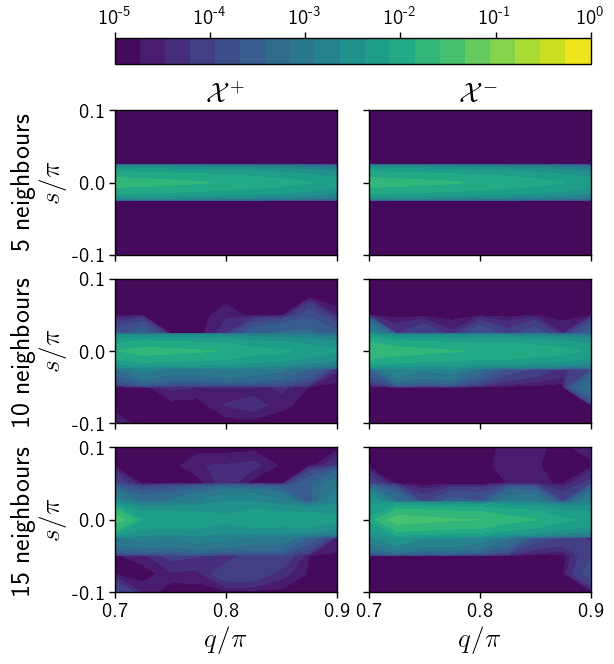 10^-5 10^-4 10^-3 10^-2 10^-1 10^0
𝒳^+ 𝒳^−
5 neighbours
s/π
0.1
0.0
-0.1
10 neighbours
s/π
0.1
0.0
-0.1
15 neighbours
s/π
0.1
0.0
-0.1
0.7 0.8 0.9 0.7 0.8 0.9
q/π q/π